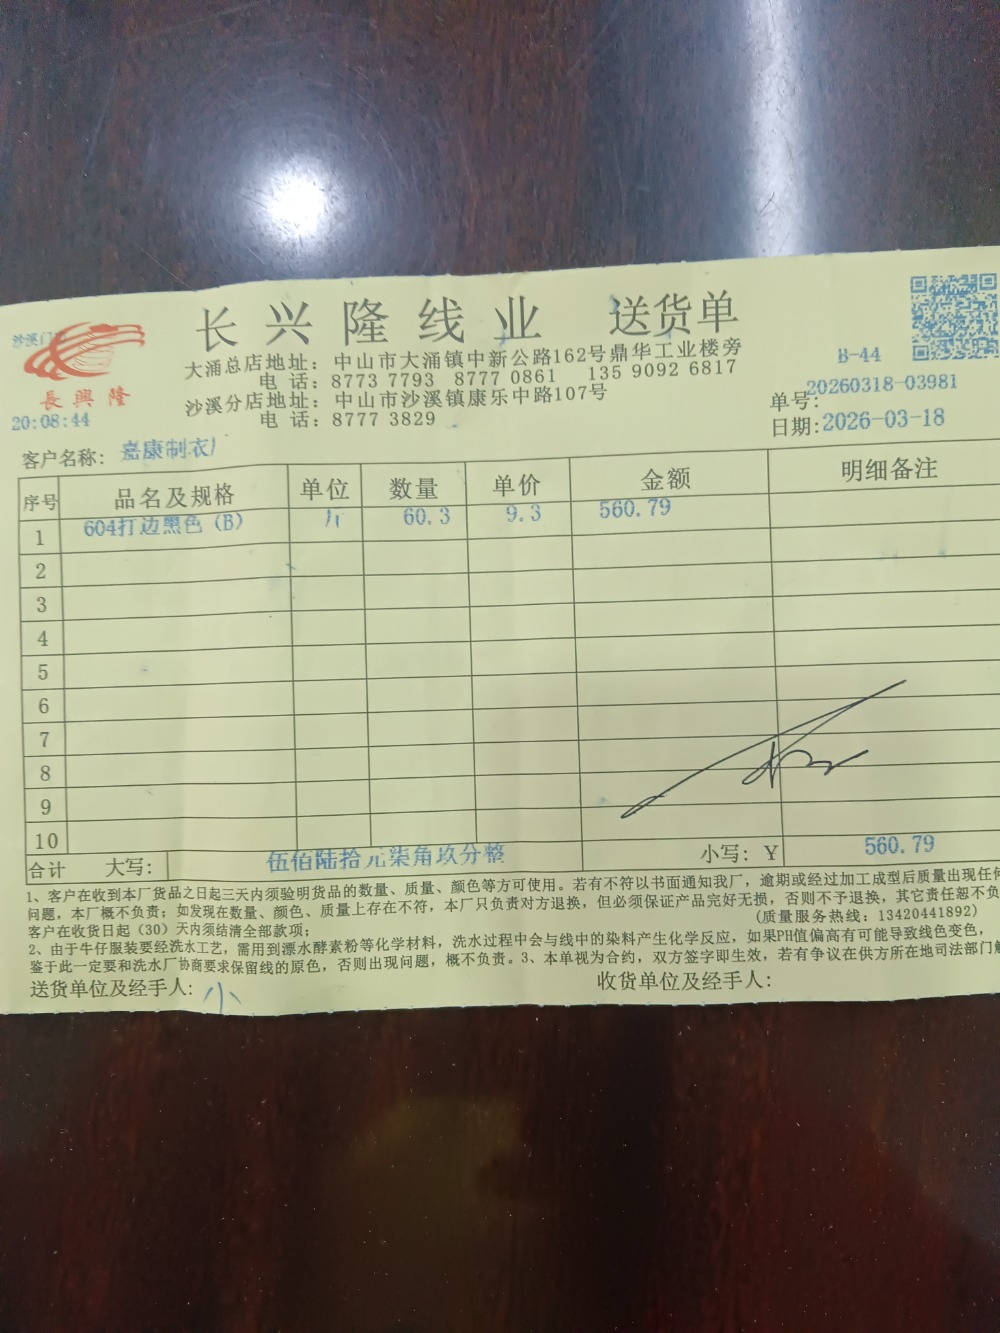 长兴隆线业 送货单
長興隆
大涌总店地址：中山市大涌镇中新公路162号鼎华工业楼旁
电 话：8773 7793 8777 0861 135 9092 6817
沙溪分店地址：中山市沙溪镇康乐中路107号
电 话：8777 3829
B-44
单号：20260318-03981
日期：2026-03-18
20:08:44
客户名称：嘉康制衣厂
序号 品名及规格 单位 数量 单价 金额 明细备注
1 604打边黑色（B） 60.3 9.3 560.79
2
3
4
5
6
7
8
9
10
合计 大写： 伍佰陆拾元柒角玖分整 小写：￥ 560.79
1、客户在收到本厂货品之日起三天内须验明货品的数量、质量、颜色等方可使用。若有不符以书面通知我厂，逾期或经过加工成型后质量出现任何
问题，本厂概不负责；如发现在数量、颜色、质量上存在不符，本厂只负责对方退换，但必须保证产品完好无损，否则不予退换，其它责任恕不负
客户在收货日起（30）天内须结清全部款项； （质量服务热线：13420441892）
2、由于牛仔服装要经洗水工艺，需用到漂水酵素粉等化学材料，洗水过程中会与线中的染料产生化学反应，如果PH值偏高有可能导致线色变色，
鉴于此一定要和洗水厂协商要求保留线的原色，否则出现问题，概不负责。3、本单视为合约，双方签字即生效，若有争议在供方所在地司法部门
送货单位及经手人：小 收货单位及经手人：